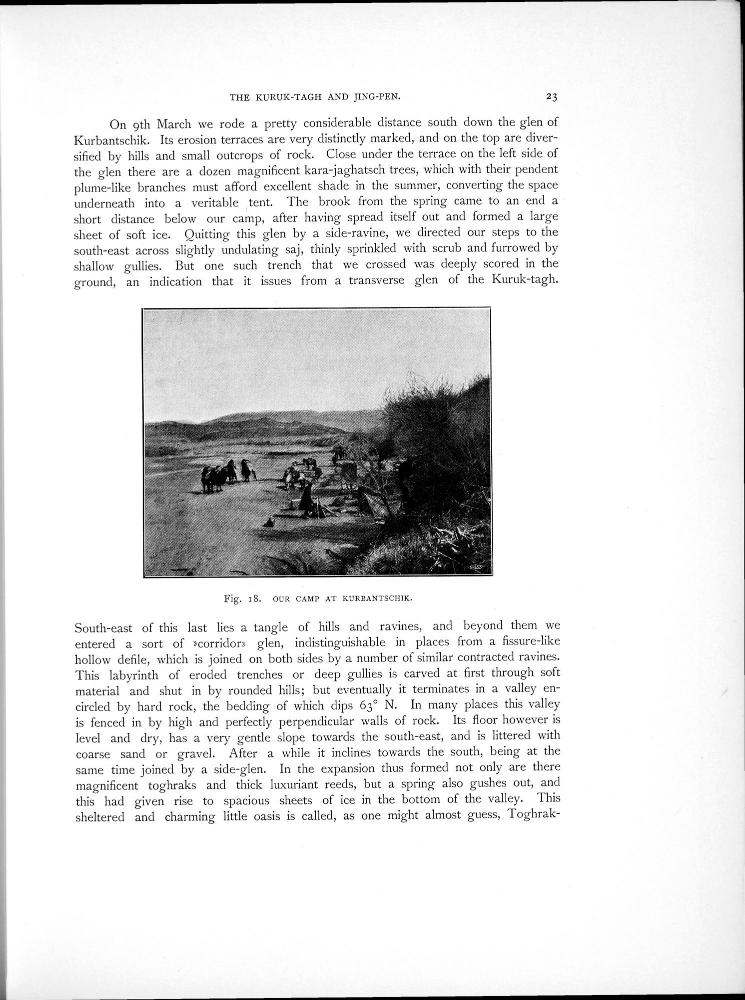 THE KURUK-TAGH AND JING-PEN. 23
On 9th March we rode a pretty considerable distance south down the glen of
Kurbantschik. Its erosion terraces are very distinctly marked, and on the top are diver-
sified by hills and small outcrops of rock. Close under the terrace on the left side of
the glen there are a dozen magnificent kara-jaghatsch trees, which with their pendent
plume-like branches must afford excellent shade in the summer, converting the space
underneath into a veritable tent. The brook from the spring came to an end a
short distance below our camp, after having spread itself out and formed a large
sheet of soft ice. Quitting this glen by a side-ravine, we directed our steps to the
south-east across slightly undulating saj, thinly sprinkled with scrub and furrowed by
shallow gullies. But one such trench that we crossed was deeply scored in the
ground, an indication that it issues from a transverse glen of the Kuruk-tagh.
Fig. 18. OUR CAMP AT KURBANTSCHIK.
South-east of this last lies a tangle of hills and ravines, and beyond them we
entered a sort of »corridor» glen, indistinguishable in places from a fissure-like
hollow defile, which is joined on both sides by a number of similar contracted ravines.
This labyrinth of eroded trenches or deep gullies is carved at first through soft
material and shut in by rounded hills; but eventually it terminates in a valley en-
circled by hard rock, the bedding of which dips 63° N. In many places this valley
is fenced in by high and perfectly perpendicular walls of rock. Its floor however is
level and dry, has a very gentle slope towards the south-east, and is littered with
coarse sand or gravel. After a while it inclines towards the south, being at the
same time joined by a side-glen. In the expansion thus formed not only are there
magnificent toghraks and thick luxuriant reeds, but a spring also gushes out, and
this had given rise to spacious sheets of ice in the bottom of the valley. This
sheltered and charming little oasis is called, as one might almost guess, Toghrak-